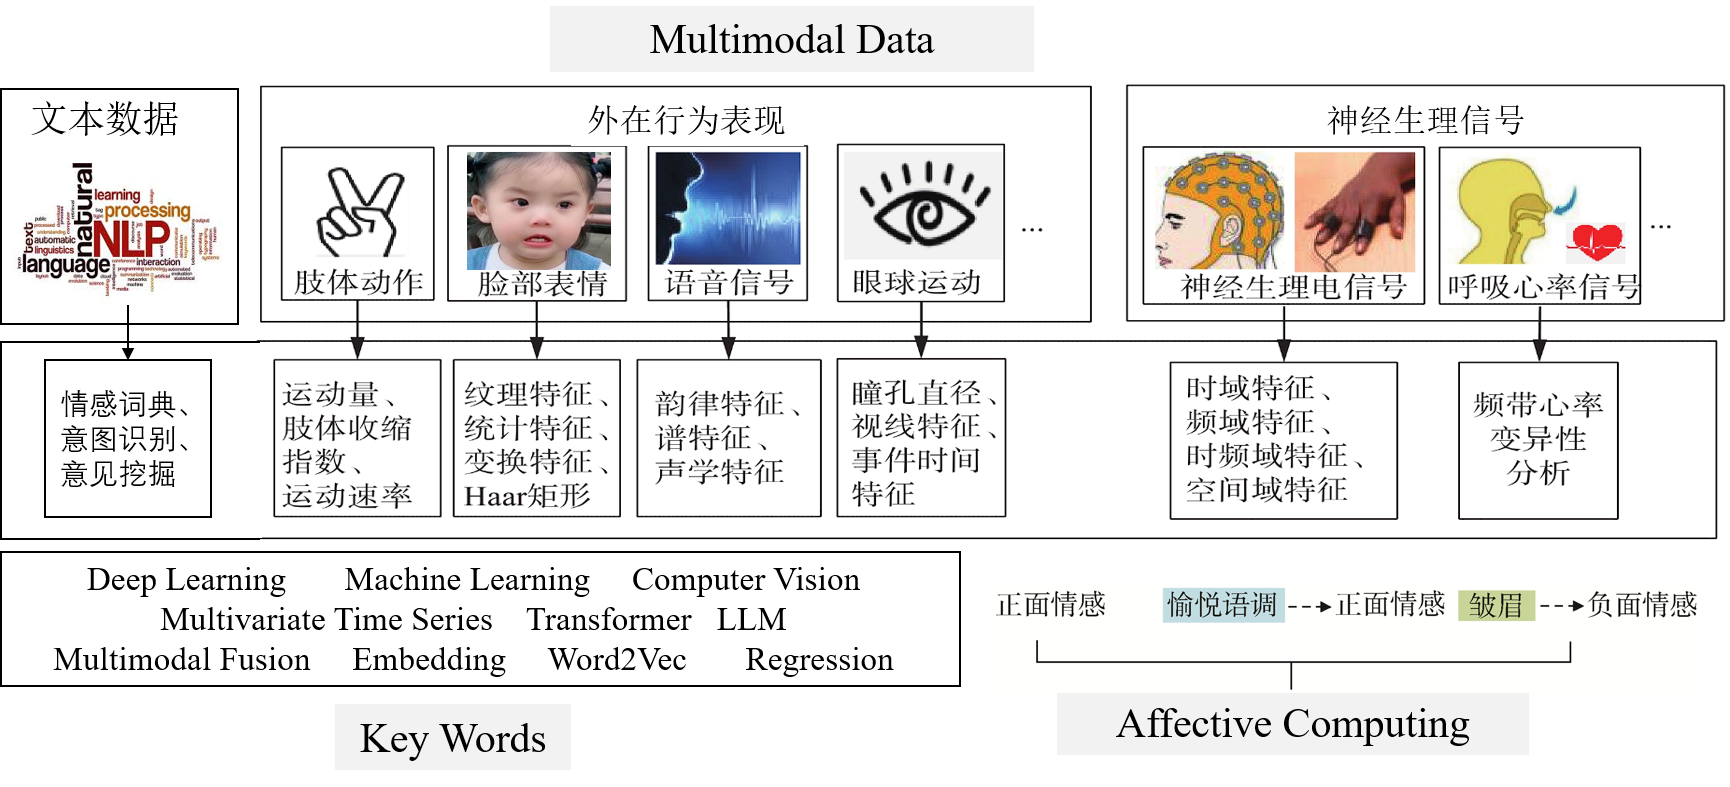 Multimodal Data
文本数据
natural
learning
processing
NLP
text
automatic
linguistics
language
interaction
外在行为表现
肢体动作
脸部表情
语音信号
眼球运动
...
神经生理信号
神经生理电信号
呼吸心率信号
...
情感词典、
意图识别、
意见挖掘
运动量、
肢体收缩
指数、
运动速率
纹理特征、
统计特征、
变换特征、
Haar矩形
韵律特征、
谱特征、
声学特征
瞳孔直径、
视线特征、
事件时间
特征
时域特征、
频域特征、
时频域特征、
空间域特征
频带心率
变异性
分析
Deep Learning Machine Learning Computer Vision
Multivariate Time Series Transformer LLM
Multimodal Fusion Embedding Word2Vec Regression
Key Words
正面情感 愉悦语调 正面情感 皱眉 负面情感
Affective Computing